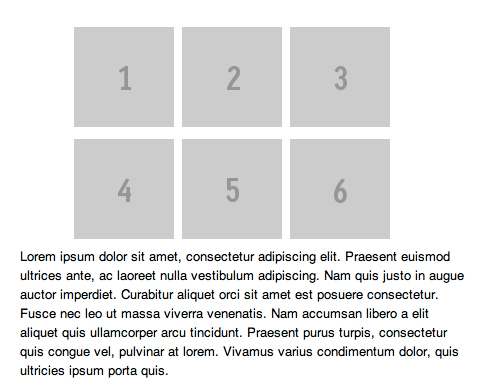 1 2 3
4 5 6
Lorem ipsum dolor sit amet, consectetur adipiscing elit. Praesent euismod
ultrices ante, ac laoreet nulla vestibulum adipiscing. Nam quis justo in augue
auctor imperdiet. Curabitur aliquet orci sit amet est posuere consectetur.
Fusce nec leo ut massa viverra venenatis. Nam accumsan libero a elit
aliquet quis ullamcorper arcu tincidunt. Praesent purus turpis, consectetur
quis congue vel, pulvinar at lorem. Vivamus varius condimentum dolor, quis
ultricies ipsum porta quis.